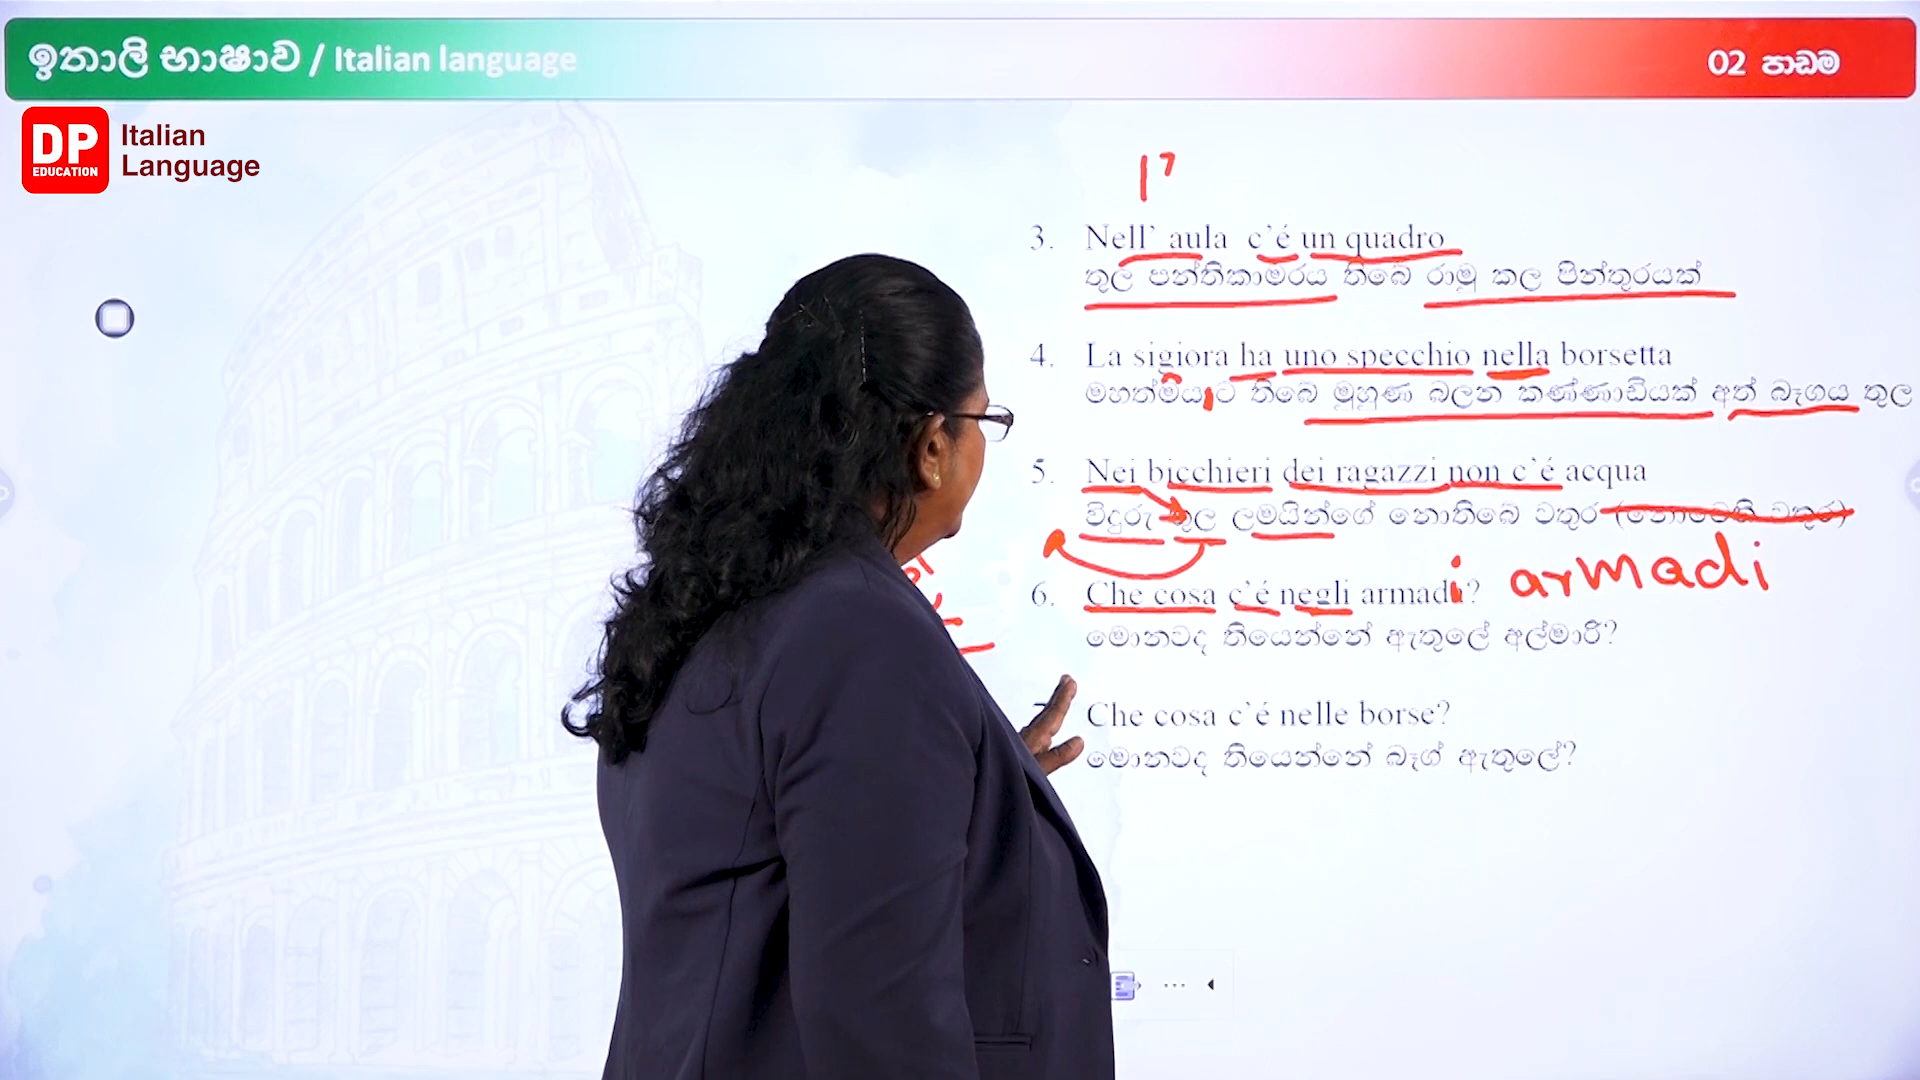 ඉතාලි භාෂාව / Italian language
02 පාඩම
DP
EDUCATION
Italian
Language
3. Nell' aula c'é un quadro
තුල පන්තිකාමරය තිබේ රාමු කල පින්තුරයක්
4. La sigiora ha uno specchio nella borsetta
මහත්මියට තිබේ මුහුණ බලන කණ්ණාඩියක් අත් බෑගය තුල
5. Nei bicchieri dei ragazzi non c'é acqua
විදුරු තුල ළමයින්ගේ නොතිබේ වතුර
i armadi
6. Che cosa c'é negli armadi?
මොනවද තියෙන්නේ ඇතුලේ අල්මාරි?
Che cosa c'é nelle borse?
මොනවද තියෙන්නේ බෑග් ඇතුලේ?